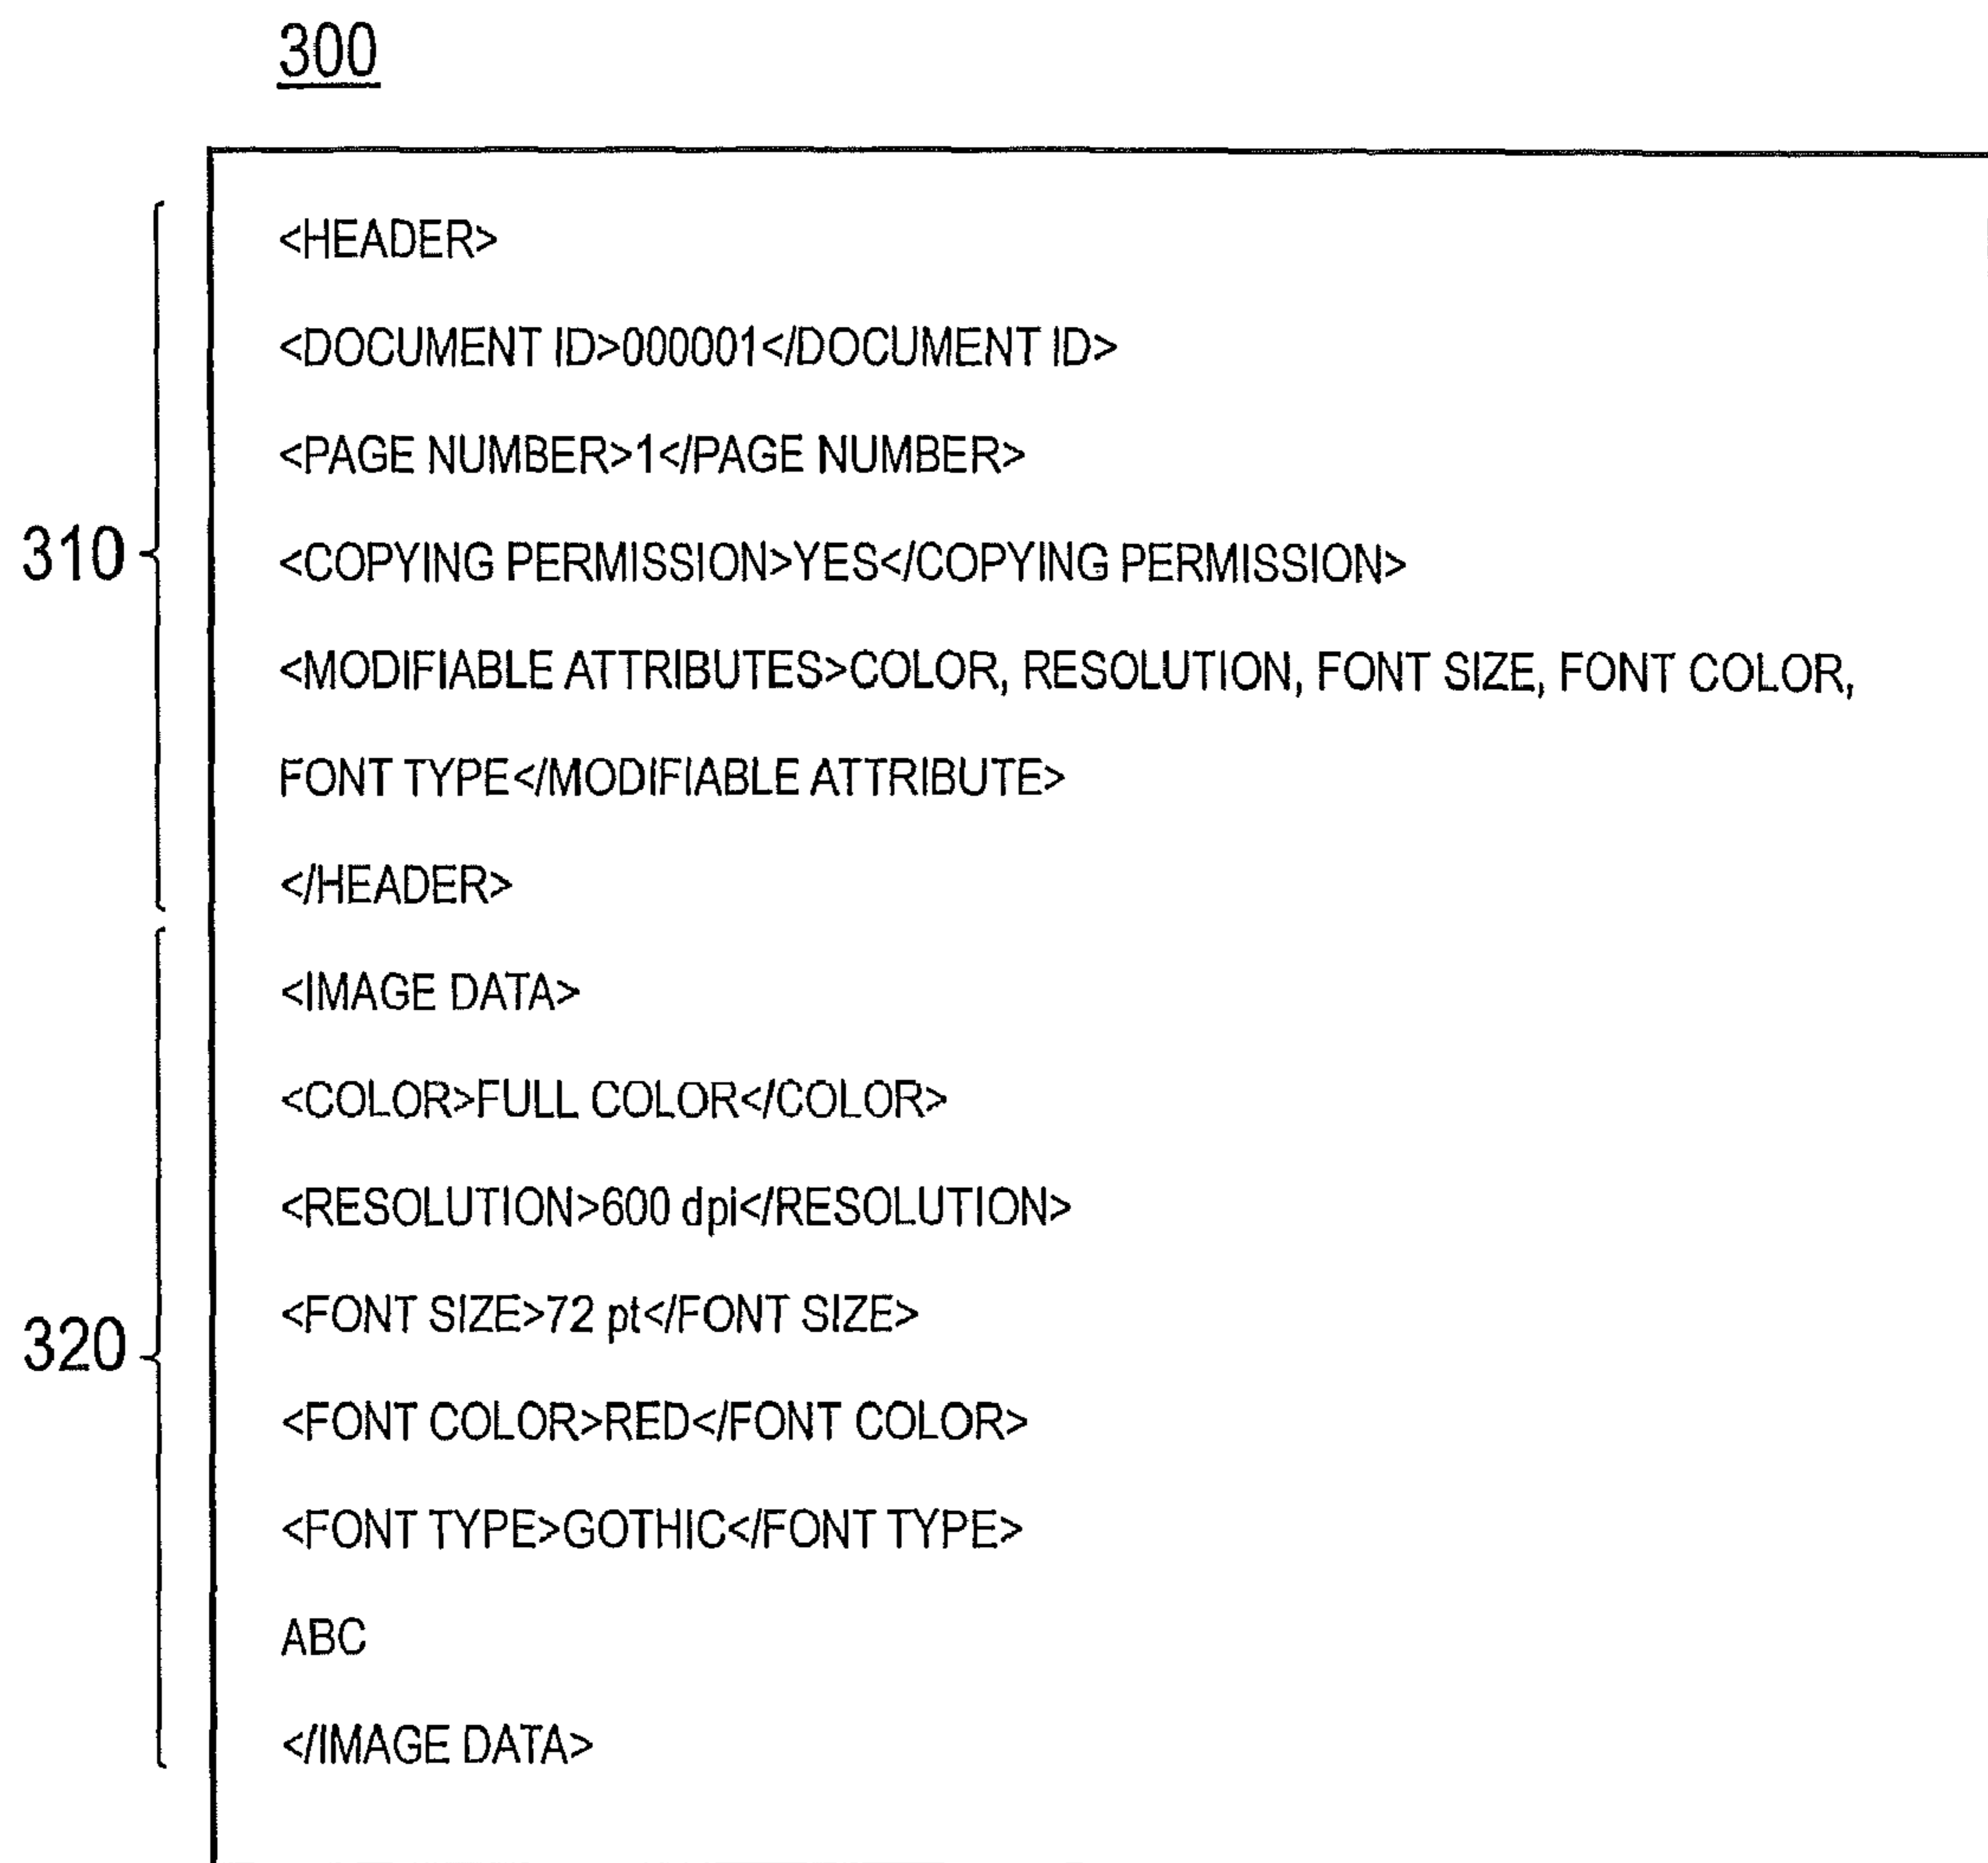 300
<HEADER>
<DOCUMENT ID>000001</DOCUMENT ID>
<PAGE NUMBER>1</PAGE NUMBER>
310
<COPYING PERMISSION>YES</COPYING PERMISSION>
<MODIFIABLE ATTRIBUTES>COLOR, RESOLUTION, FONT SIZE, FONT COLOR,
FONT TYPE</MODIFIABLE ATTRIBUTE>
</HEADER>
<IMAGE DATA>
<COLOR>FULL COLOR</COLOR>
<RESOLUTION>600 dpi</RESOLUTION>
<FONT SIZE>72 pt</FONT SIZE>
320
<FONT COLOR>RED</FONT COLOR>
<FONT TYPE>GOTHIC</FONT TYPE>
ABC
</IMAGE DATA>